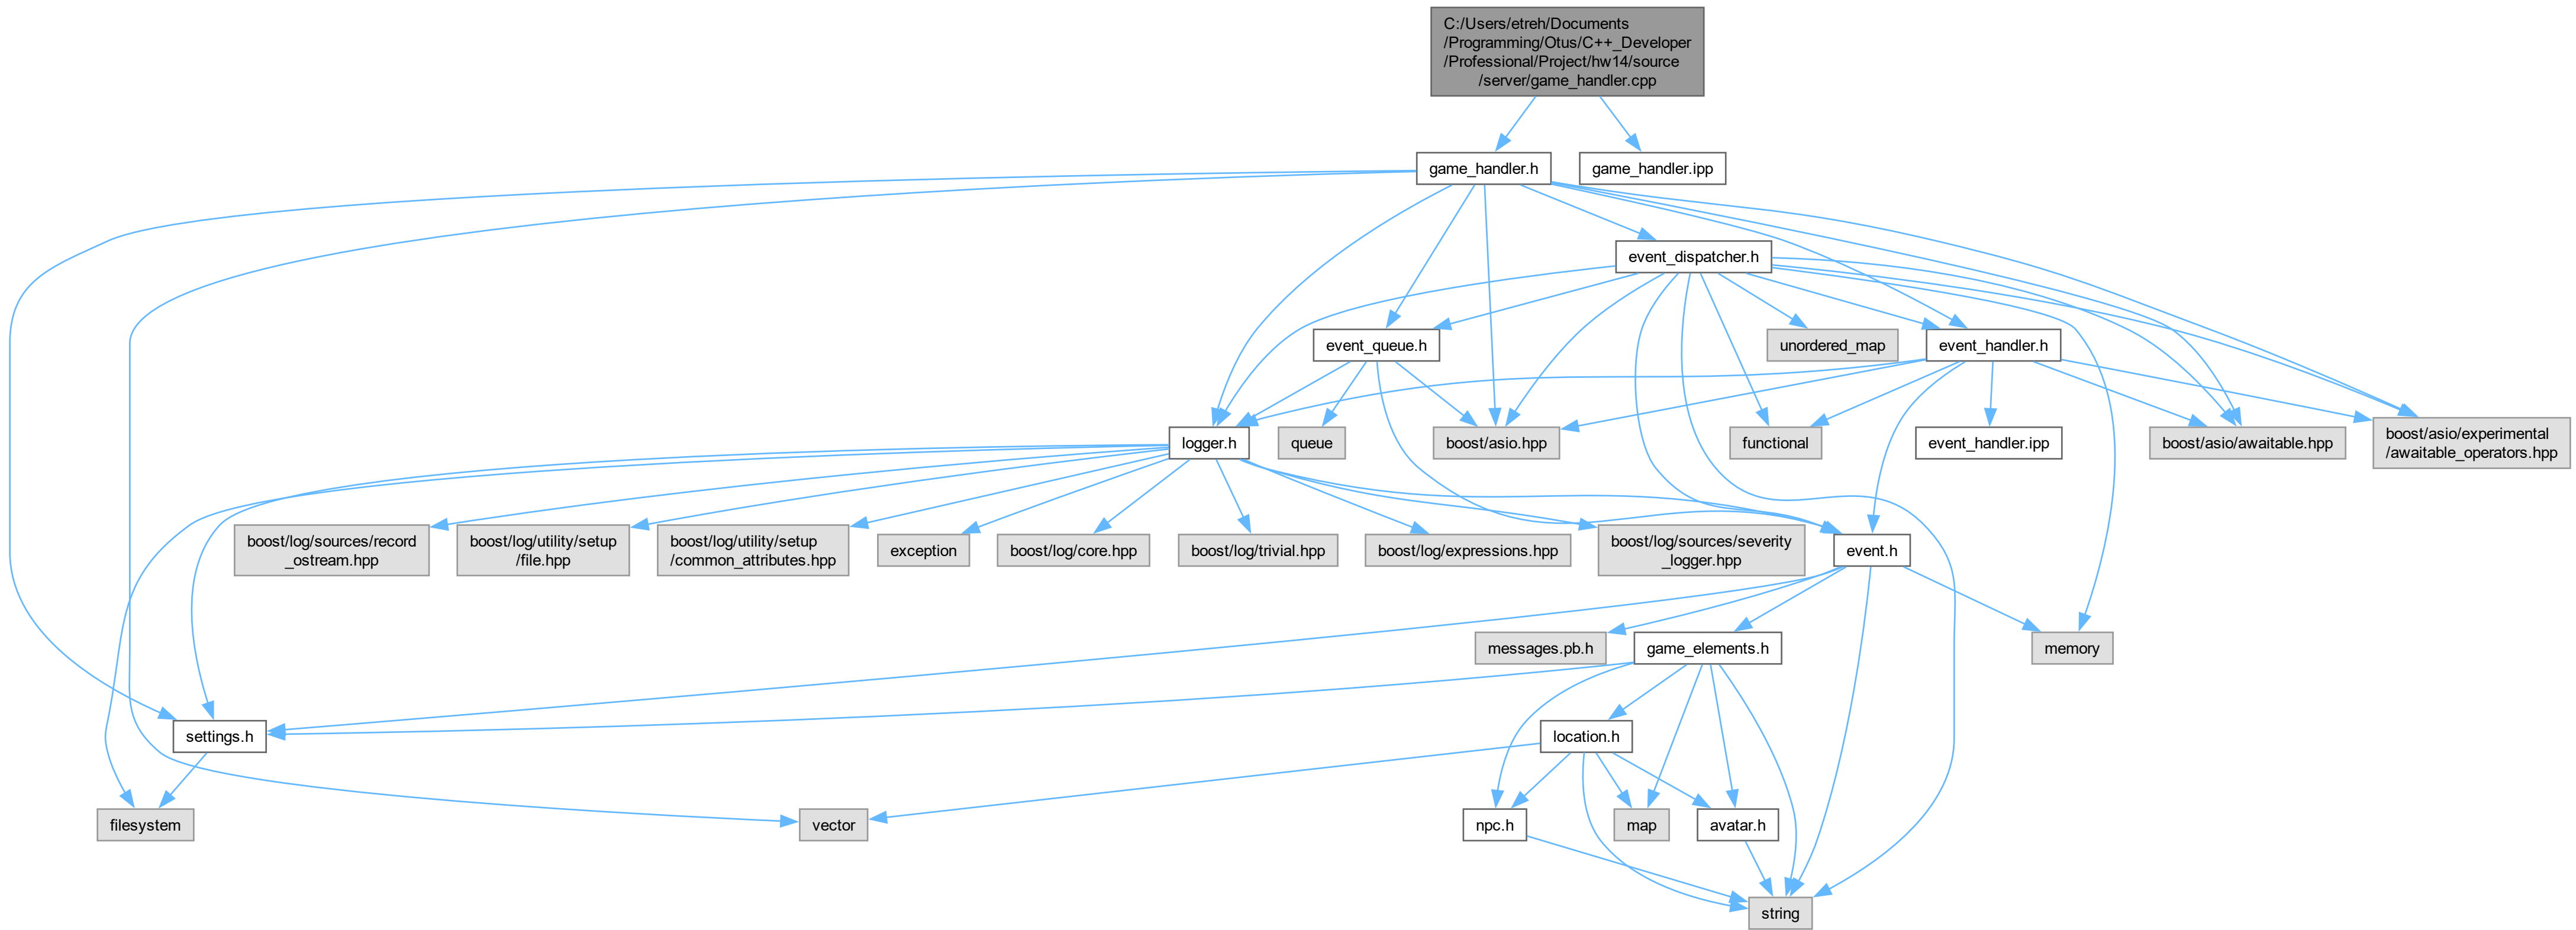 C:/Users/etreh/Documents
/Programming/Otus/C++_Developer
/Professional/Project/hw14/source
/server/game_handler.cpp
game_handler.h
game_handler.ipp
event_dispatcher.h
event_queue.h
unordered_map
event_handler.h
logger.h
queue
boost/asio.hpp
functional
event_handler.ipp
boost/asio/awaitable.hpp
boost/asio/experimental
/awaitable_operators.hpp
boost/log/sources/record
_ostream.hpp
boost/log/utility/setup
/file.hpp
boost/log/utility/setup
/common_attributes.hpp
exception
boost/log/core.hpp
boost/log/trivial.hpp
boost/log/expressions.hpp
boost/log/sources/severity
_logger.hpp
event.h
messages.pb.h
game_elements.h
memory
settings.h
location.h
filesystem
vector
npc.h
map
avatar.h
string